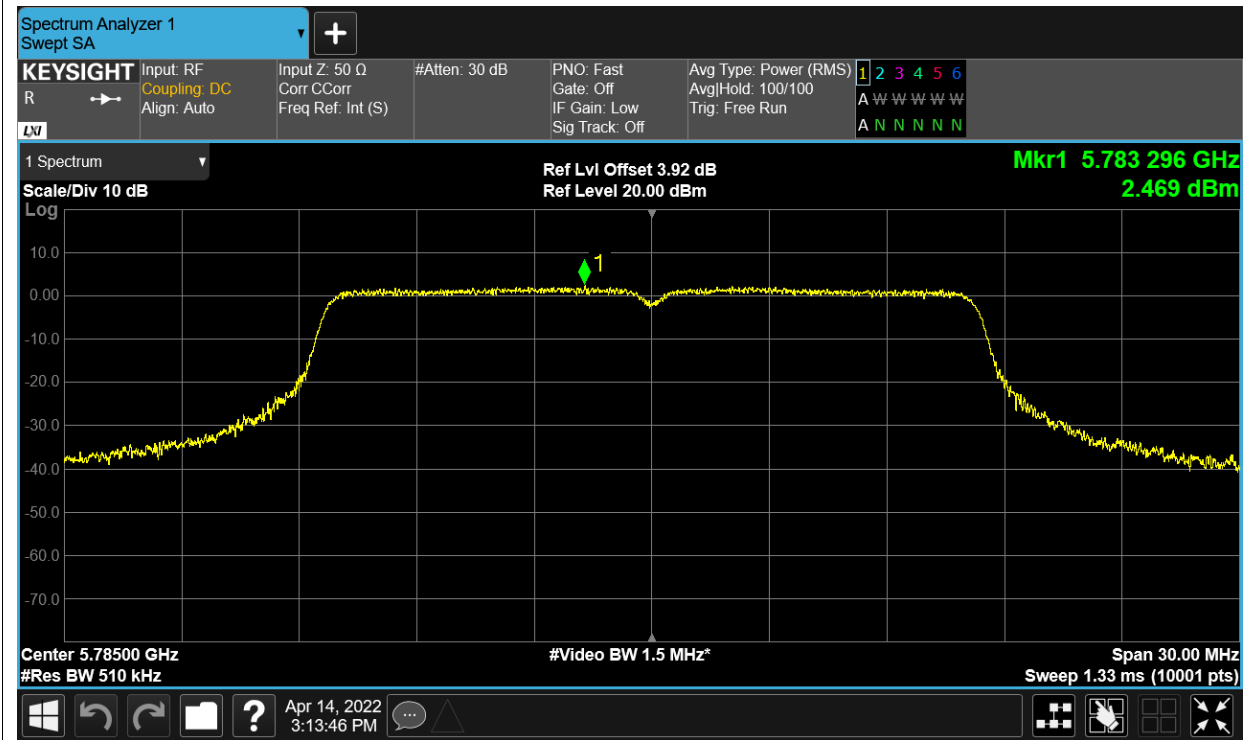 Spectrum Analyzer 1
Swept SA
KEYSIGHT
R
LXI
Input: RF
Coupling: DC
Align: Auto
Input Z: 50 Ω
Corr CCorr
Freq Ref: Int (S)
#Atten: 30 dB
PNO: Fast
Gate: Off
IF Gain: Low
Sig Track: Off
Avg Type: Power (RMS)
Avg|Hold: 100/100
Trig: Free Run
1 2 3 4 5 6
A W W W W W
A N N N N N
1 Spectrum
Scale/Div 10 dB
Log
Ref Lvl Offset 3.92 dB
Ref Level 20.00 dBm
Mkr1 5.783 296 GHz
2.469 dBm
10.0
1
0.00
-10.0
-20.0
-30.0
-40.0
-50.0
-60.0
-70.0
Center 5.78500 GHz
#Res BW 510 kHz
#Video BW 1.5 MHz*
Span 30.00 MHz
Sweep 1.33 ms (10001 pts)
?
Apr 14, 2022
3:13:46 PM